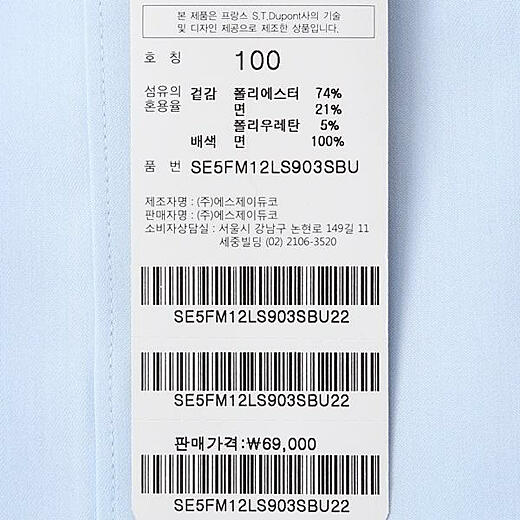 본 제품은 프랑스 S.T.Dupont사의 기술
및 디자인 제공으로 제조한 상품입니다.
호 칭 100
섬유의 겉감 폴리에스터 74%
혼용율 면 21%
폴리우레탄 5%
배색 면 100%
품 번 SE5FM12LS903SBU
제조자명 : (주)에스제이듀코
판매자명 : (주)에스제이듀코
소비자상담실 : 서울시 강남구 논현로 149길 11
세중빌딩 (02) 2106-3520
SE5FM12LS903SBU22
SE5FM12LS903SBU22
판매가격:₩69,000
SE5FM12LS903SBU22